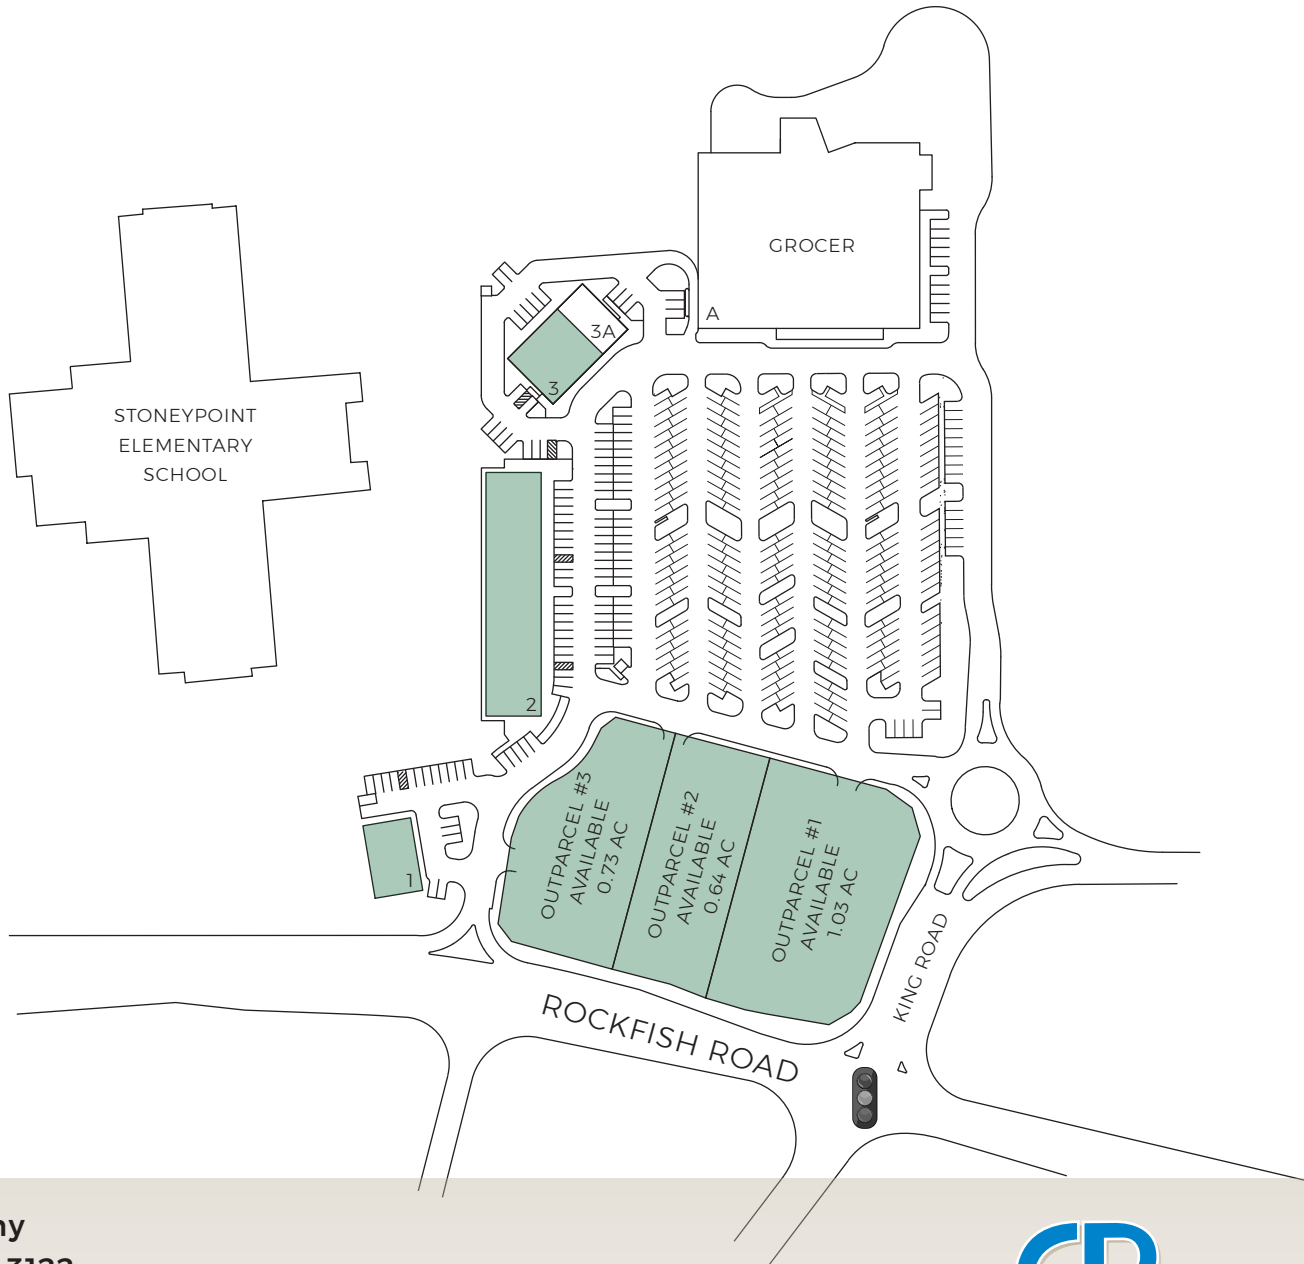 GROCER
A
3A
3
STONEYPOINT
ELEMENTARY
SCHOOL
2
OUTPARCEL #3
AVAILABLE
0.73 AC
OUTPARCEL #2
AVAILABLE
0.64 AC
OUTPARCEL #1
AVAILABLE
1.03 AC
1
KING ROAD
ROCKFISH ROAD